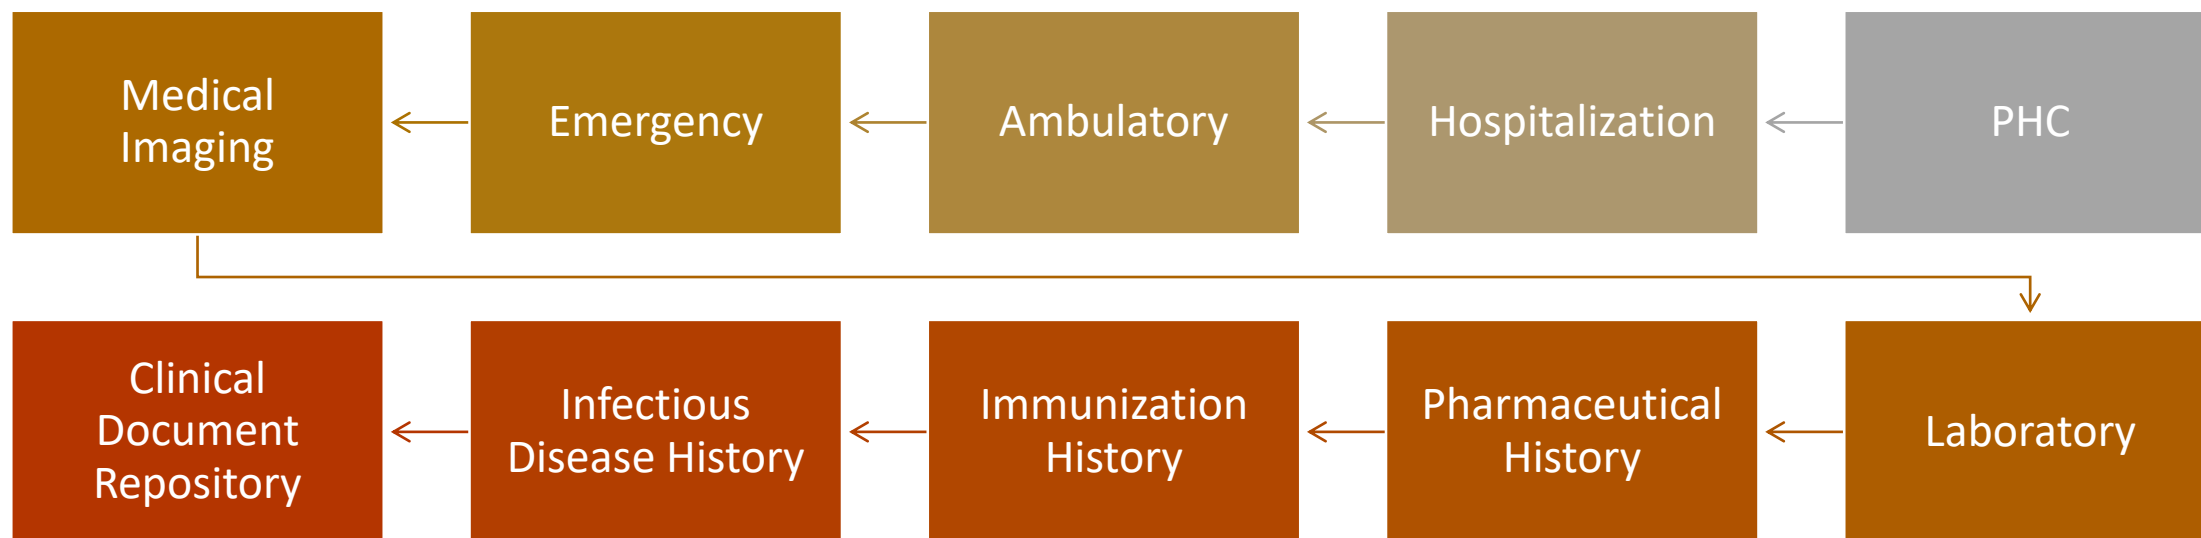 Medical
Imaging
Emergency
Ambulatory
Hospitalization
PHC
Clinical
Document
Repository
Infectious
Disease History
Immunization
History
Pharmaceutical
History
Laboratory